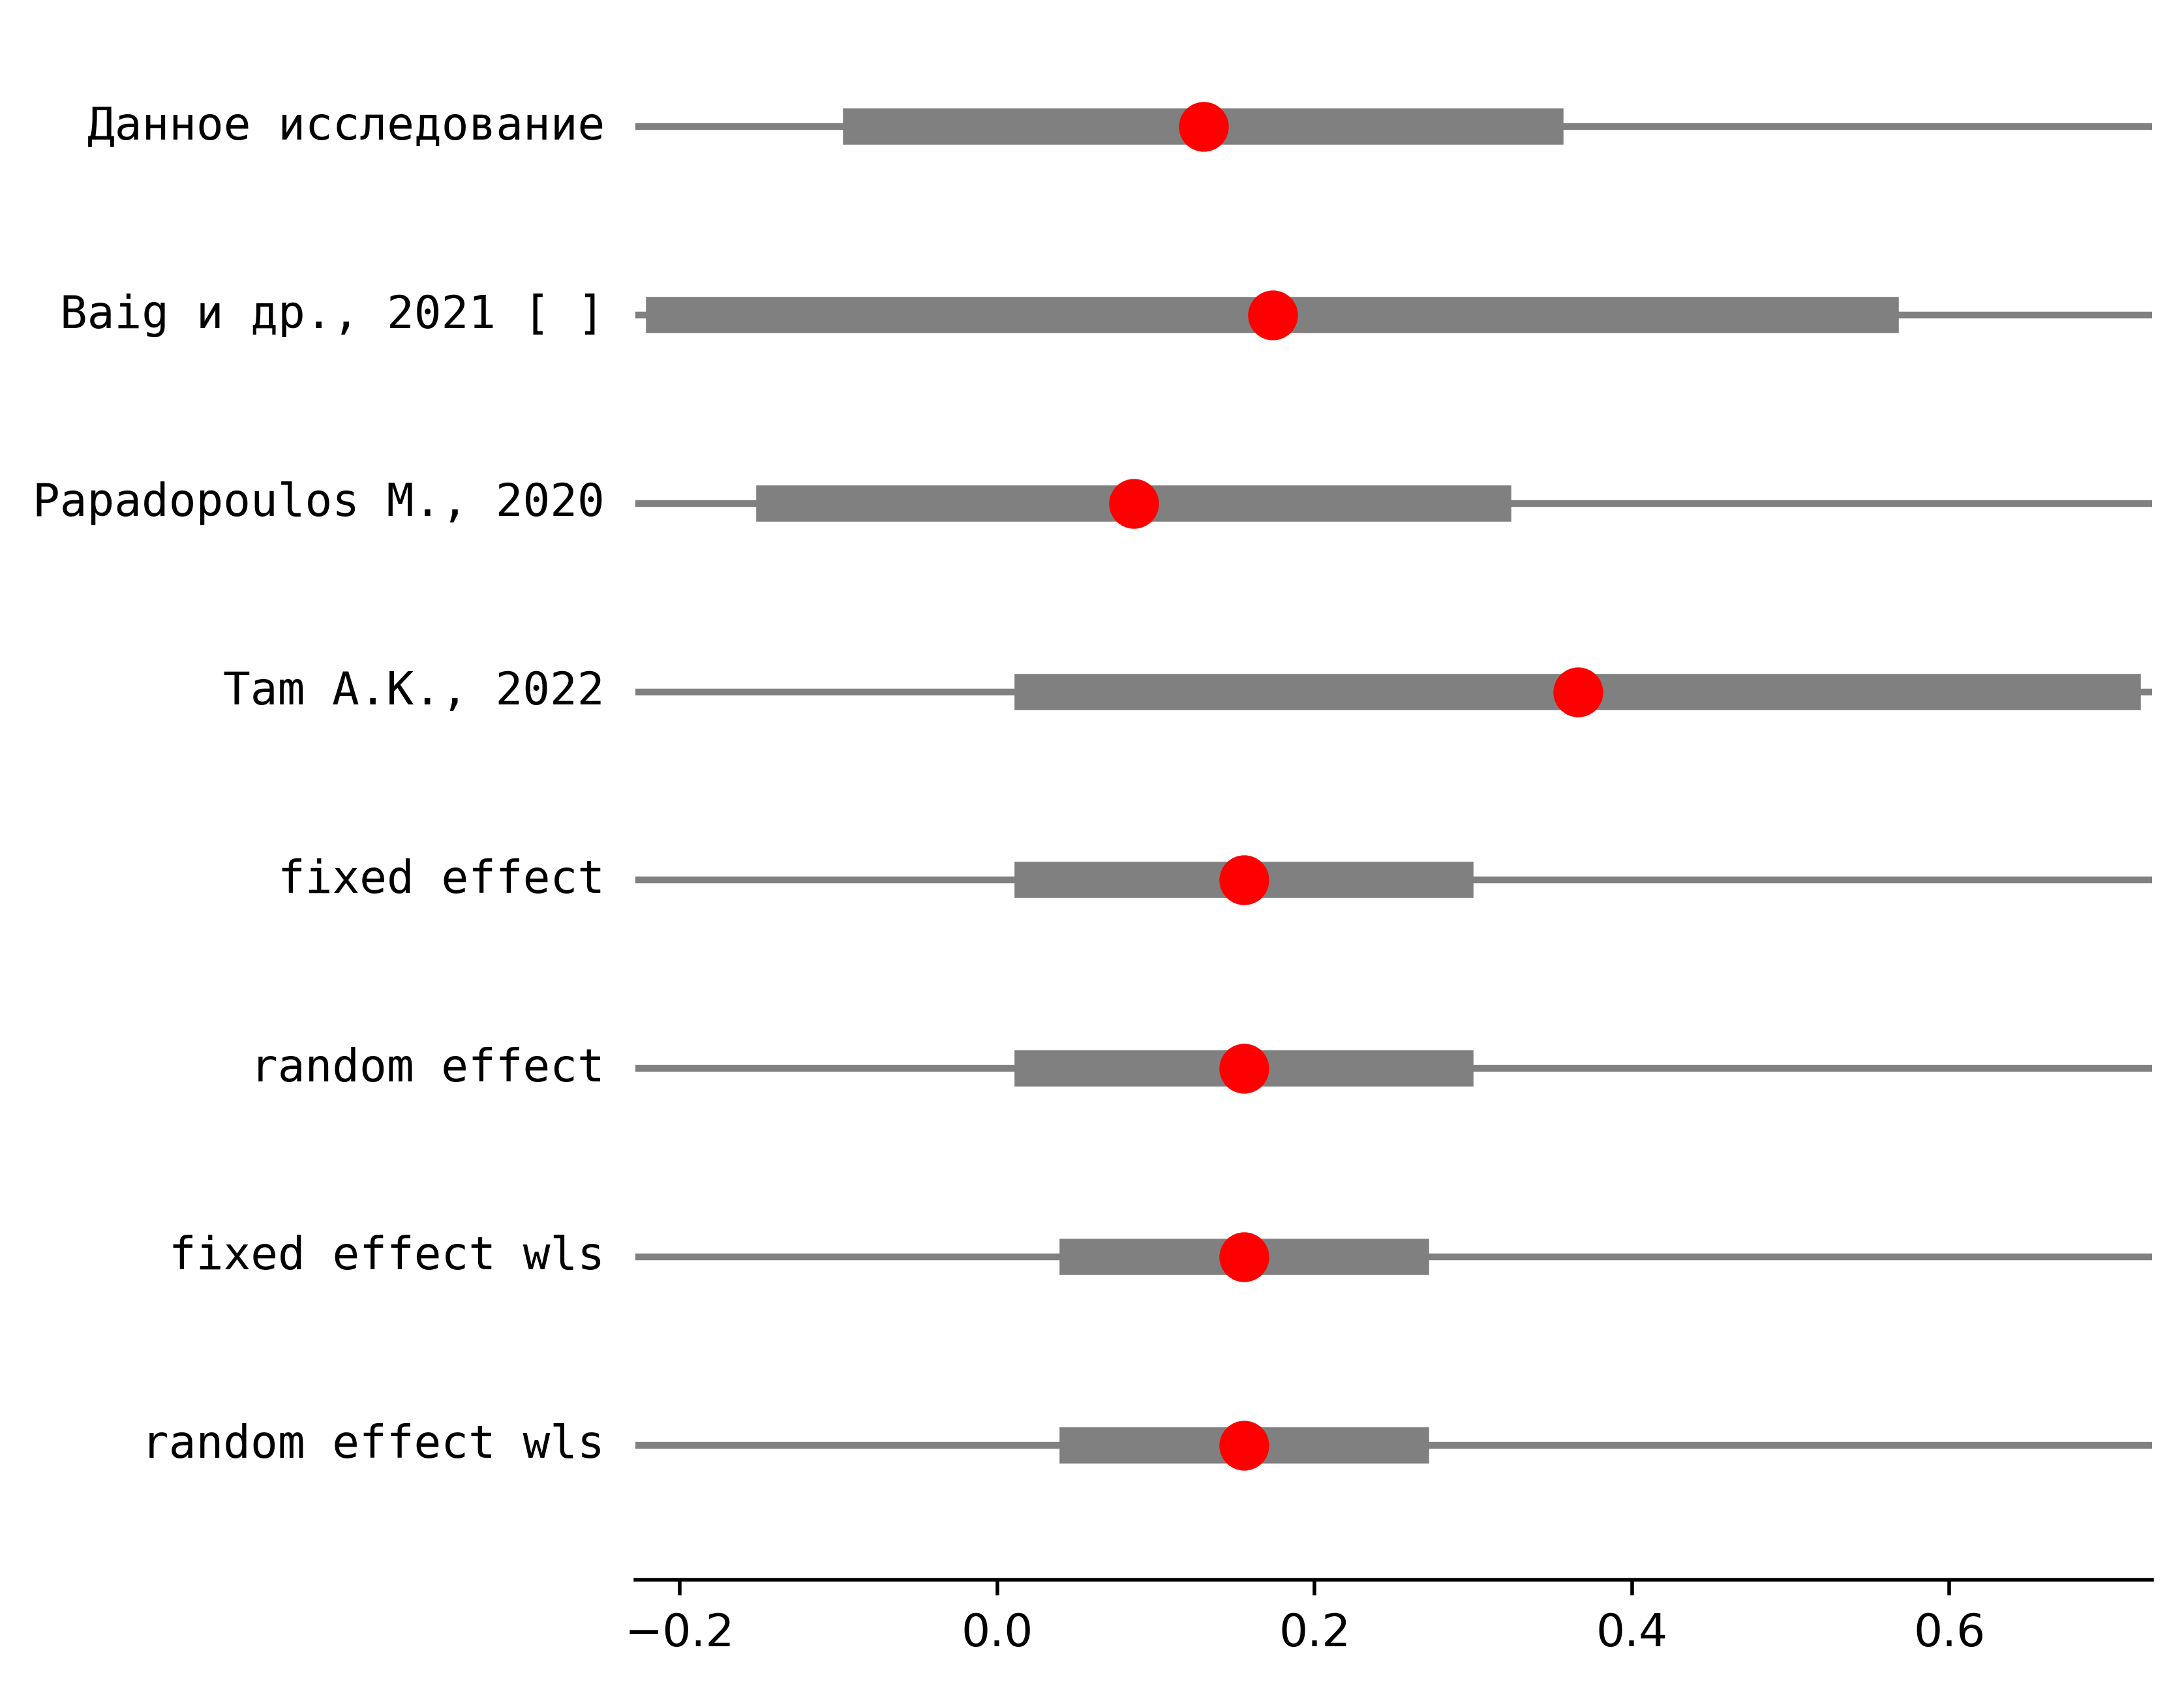 Данное исследование
Baig и др., 2021 [ ]
Papadopoulos M., 2020
Tam A.K., 2022
fixed effect
random effect
fixed effect wls
random effect wls
−0.2 0.0 0.2 0.4 0.6